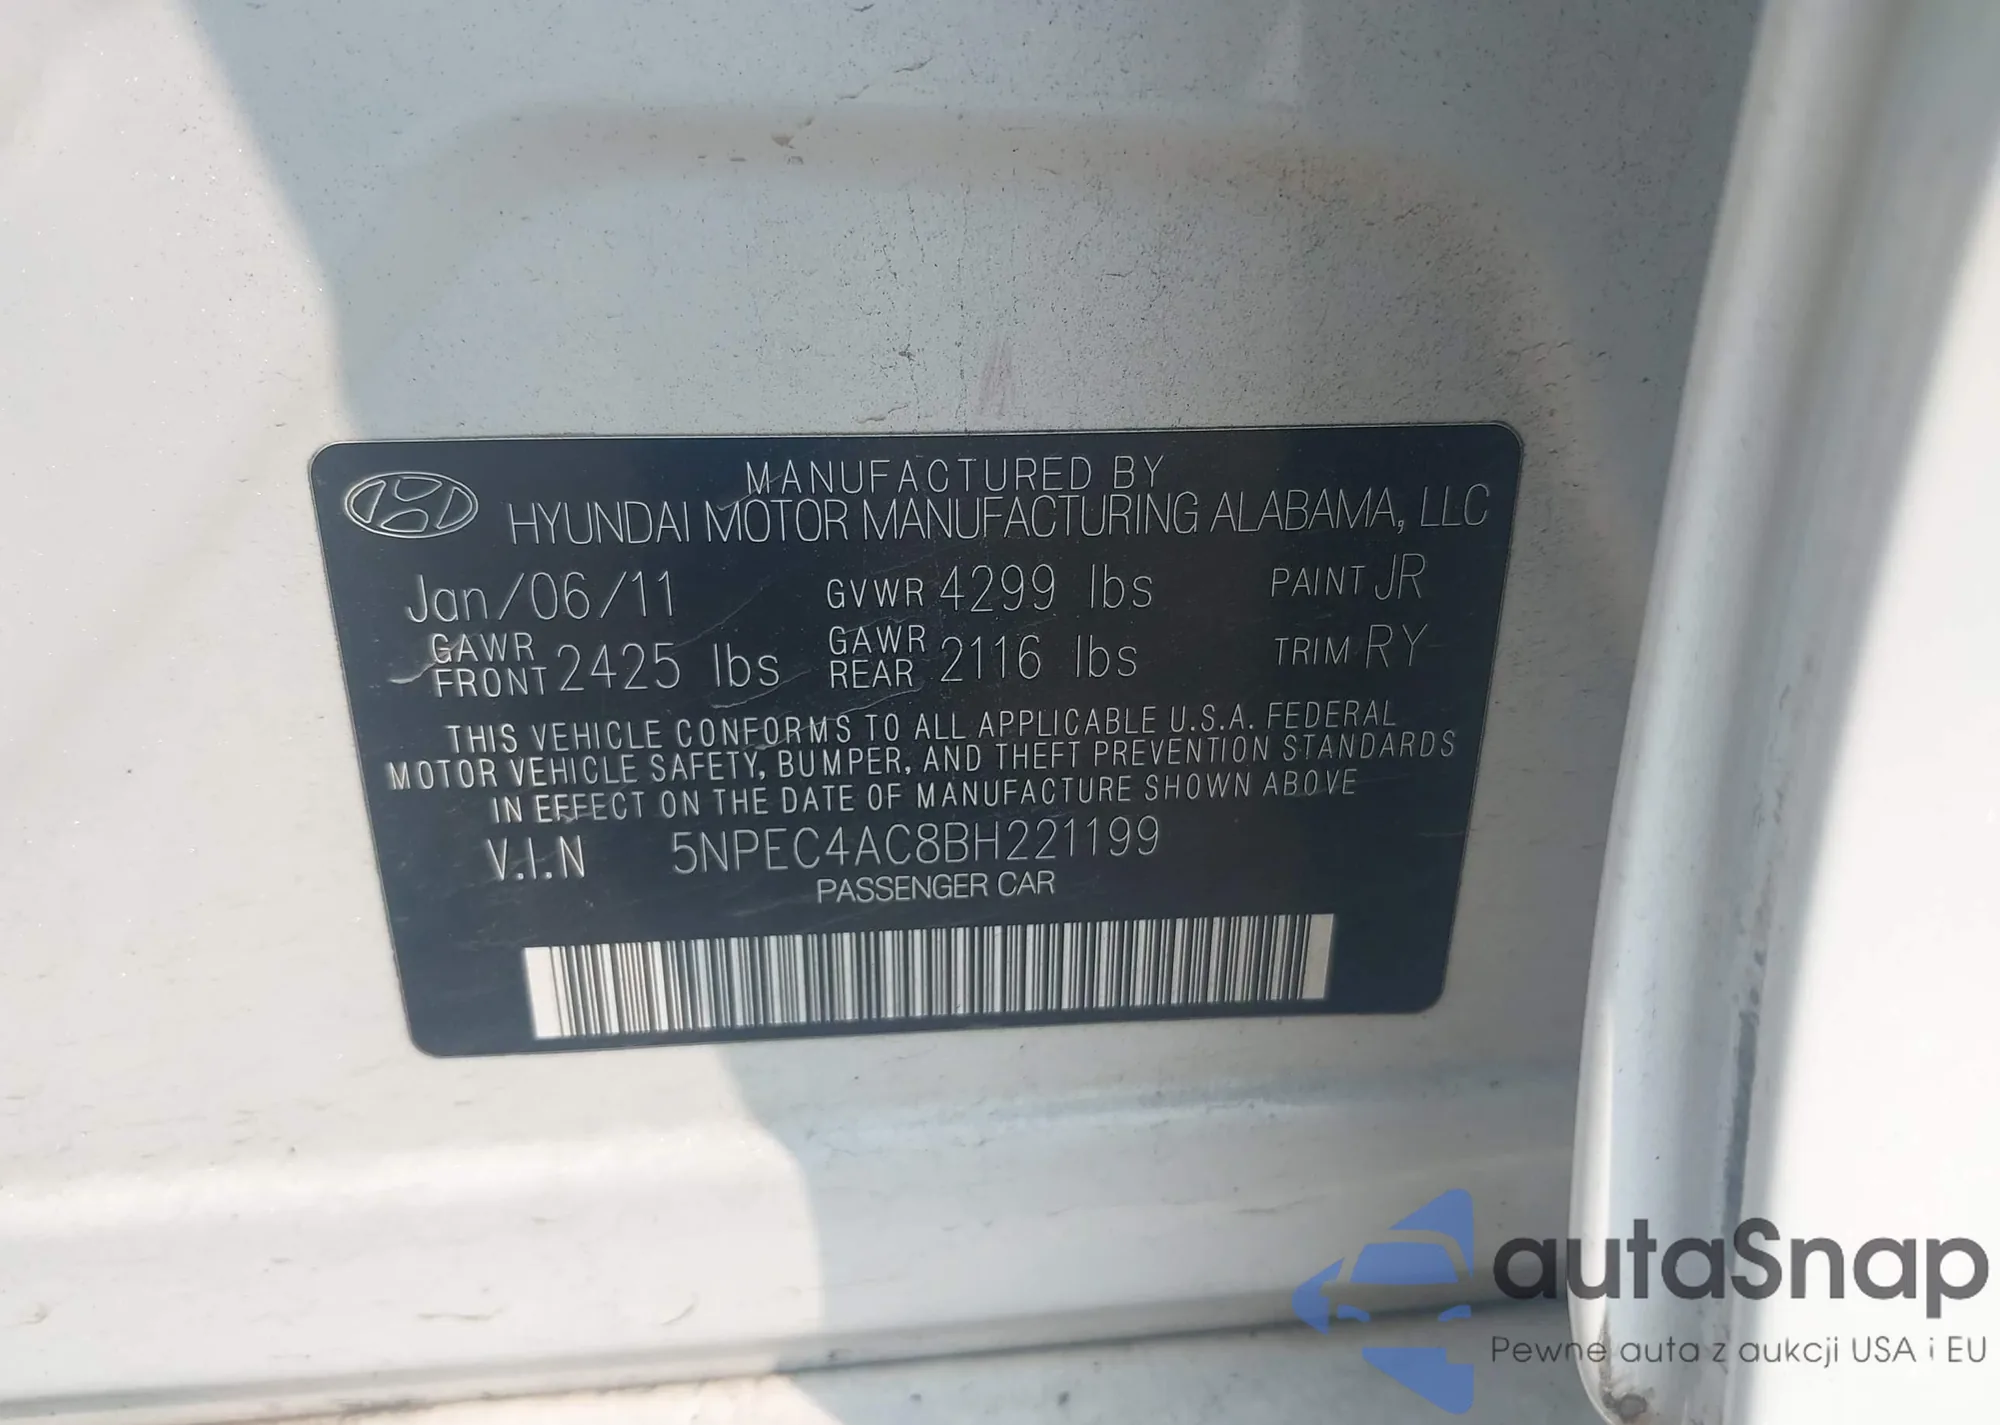 MANUFACTURED BY
HYUNDAI MOTOR MANUFACTURING ALABAMA, LLC
Jan/06/11 GVWR 4299 lbs PAINT JR
GAWR FRONT 2425 lbs GAWR REAR 2116 lbs TRIM RY
THIS VEHICLE CONFORMS TO ALL APPLICABLE U.S.A. FEDERAL
MOTOR VEHICLE SAFETY, BUMPER, AND THEFT PREVENTION STANDARDS
IN EFFECT ON THE DATE OF MANUFACTURE SHOWN ABOVE
V.I.N 5NPEC4AC8BH221199
PASSENGER CAR
autaSnap
Pewne auta z aukcji USA i EU